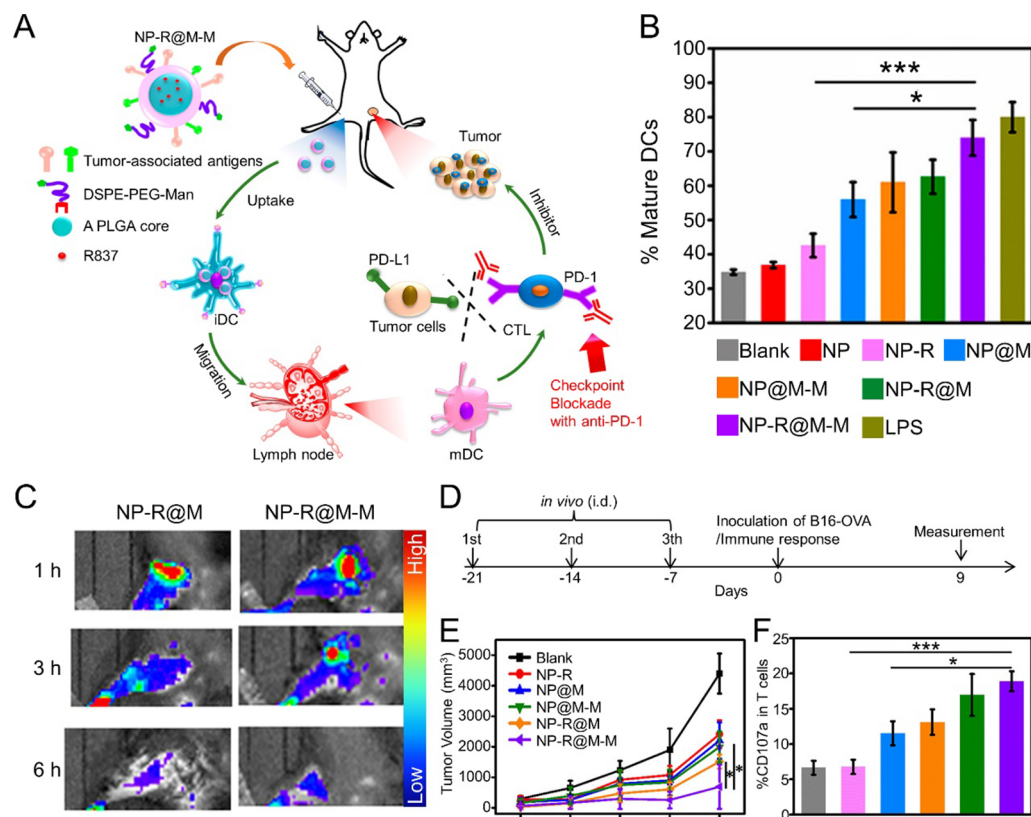 A
NP-R@M-M
Tumor-associated antigens
DSPE-PEG-Man
A PLGA core
R837
Uptake
iDC
Migration
Lymph node
mDC
Tumor
Inhibitor
PD-L1
Tumor cells
PD-1
CTL
Checkpoint
Blockade
with anti-PD-1
B
% Mature DCs
100
90
80
70
60
50
40
30
20
***
*
Blank NP NP-R NP@M
NP@M-M NP-R@M
NP-R@M-M LPS
C
NP-R@M NP-R@M-M
1 h
3 h
6 h
High
Low
D
in vivo (i.d.)
1st 2nd 3th
Inoculation of B16-OVA
/Immune response
Measurement
-21 -14 -7 0 9
Days
E
Tumor Volume (mm³)
5000
4000
3000
2000
1000
0
Blank
NP-R
NP@M
NP@M-M
NP-R@M
NP-R@M-M
*
*
F
%CD107a in T cells
25
20
15
10
5
0
***
*